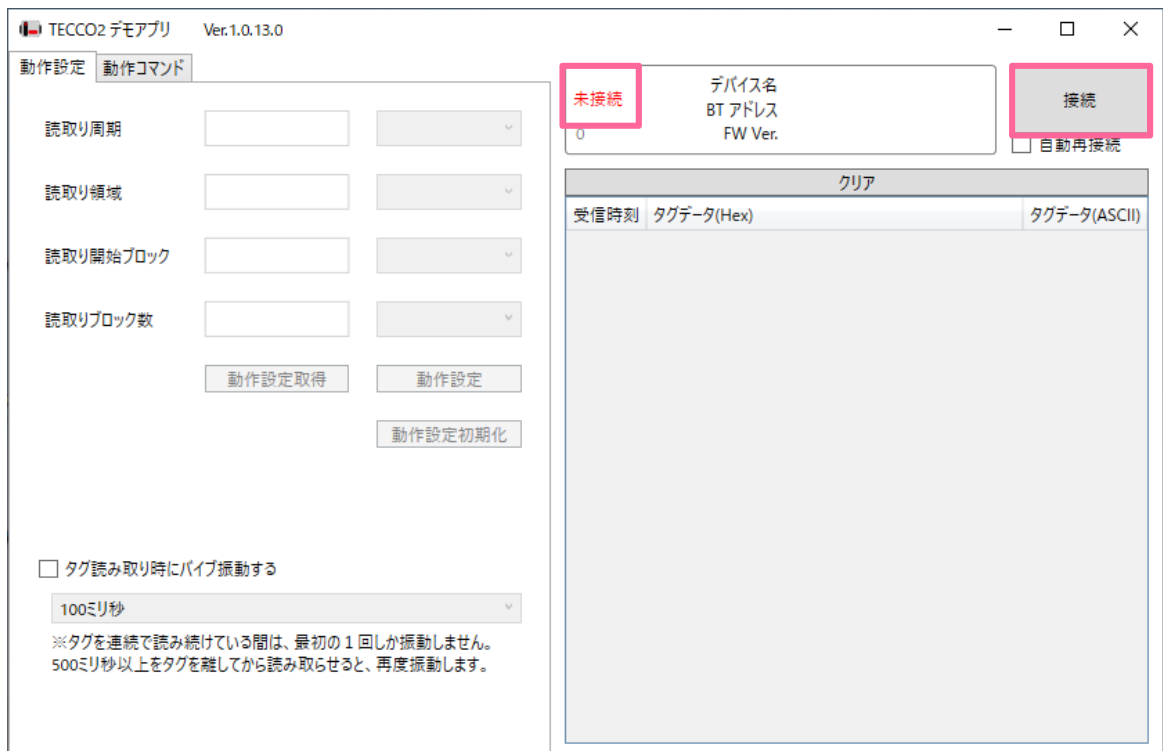 TECCO2 デモアプリ Ver.1.0.13.0
動作設定 動作コマンド
読取り周期
読取り領域
読取り開始ブロック
読取りブロック数
動作設定取得 動作設定
動作設定初期化
タグ読み取り時にバイブ振動する
100ミリ秒
※タグを連続で読み続けている間は、最初の1回しか振動しません。
500ミリ秒以上をタグを離してから読み取らせると、再度振動します。
未接続
0
デバイス名
BT アドレス
FW Ver.
接続
自動再接続
クリア
受信時刻 タグデータ(Hex) タグデータ(ASCII)